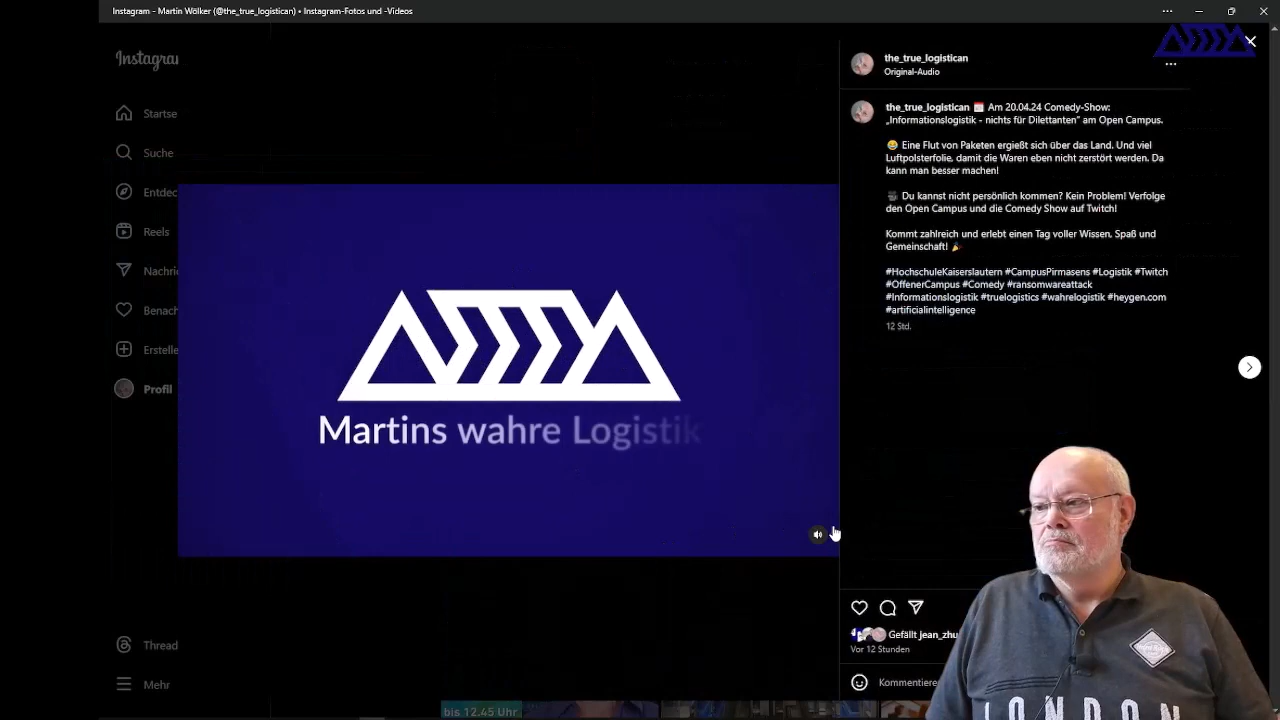 Instagram - Martin Wölker (@the_true_logistican) • Instagram-Fotos und -Videos
Instagram
Startse
Suche
Entdec
Reels
Nachric
Benach
Erstelle
Profil
Thread
Mehr
Martins wahre Logistik
the_true_logistican
Original-Audio
the_true_logistican 📅 Am 20.04.24 Comedy-Show:
„Informationslogistik - nichts für Dilettanten" am Open Campus.
😂 Eine Flut von Paketen ergießt sich über das Land. Und viel
Luftpolsterfolie, damit die Waren eben nicht zerstört werden. Da
kann man besser machen!
🎥 Du kannst nicht persönlich kommen? Kein Problem! Verfolge
den Open Campus und die Comedy Show auf Twitch!
Kommt zahlreich und erlebt einen Tag voller Wissen, Spaß und
Gemeinschaft! 🎉
#HochschuleKaiserslautern #CampusPirmasens #Logistik #Twitch
#OffenerCampus #Comedy #ransomwareattack
#Informationslogistik #truelogistics #wahrelogistik #heygen.com
#artificialintelligence
12 Std.
Gefällt jean_zhu
Vor 12 Stunden
Kommentiere
bis 12.45 Uhr
LONDON